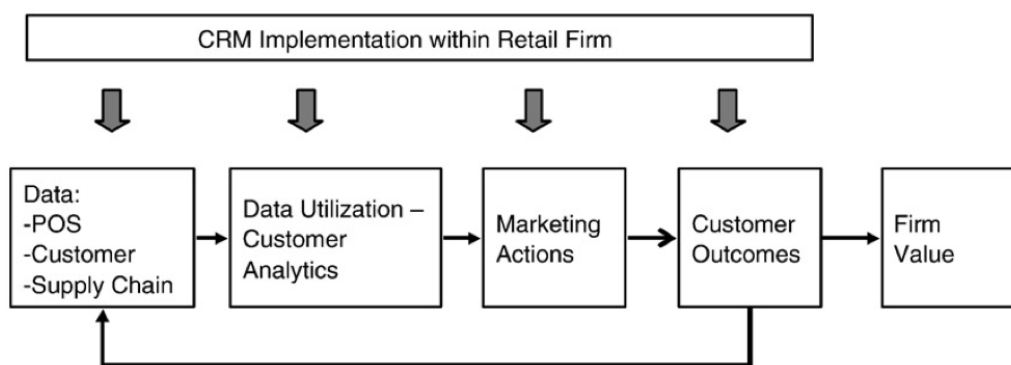 CRM Implementation within Retail Firm
Data:
-POS
-Customer
-Supply Chain
Data Utilization –
Customer
Analytics
Marketing
Actions
Customer
Outcomes
Firm
Value